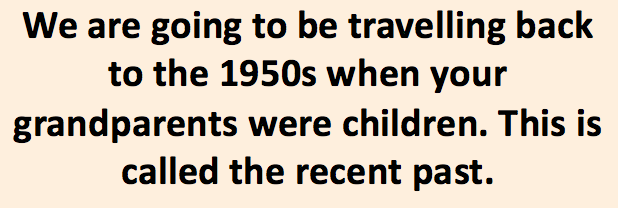 We are going to be travelling back
to the 1950s when your
grandparents were children. This is
called the recent past.